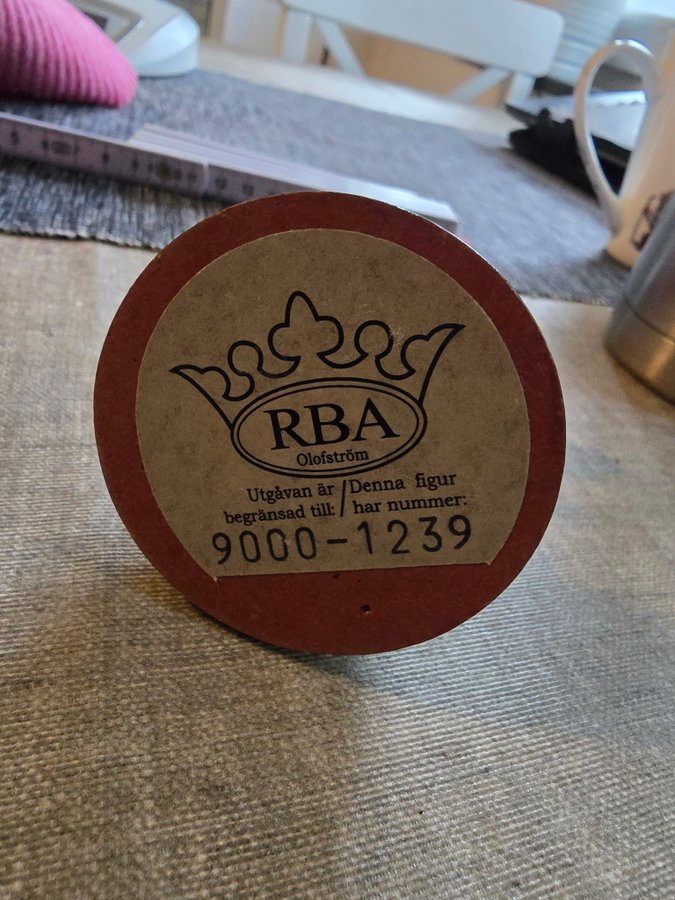 RBA
Olofström
Utgåvan är / Denna figur
begränsad till: / har nummer:
9000-1239